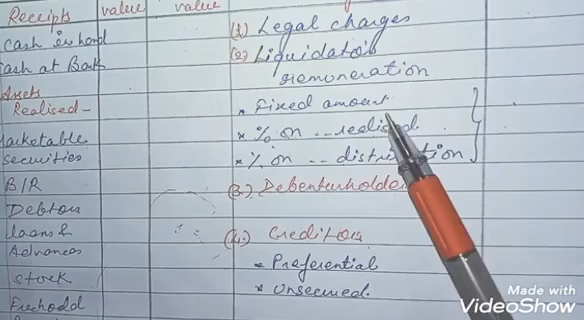 Receipts value value
Cash in hand
Cash at Bank
Assets
Realised-
Marketable
Securities
B/R
Debtors
loans &
Advances
Stock
Freehold
(1) Legal charges
(2) Liquidator's
remuneration
* Fixed amount
* % on -- realised
* % on -- distribution
(3.) Debentureholde
(4.) Creditors
* Preferential
* Unsecured.
Made with
VideoShow